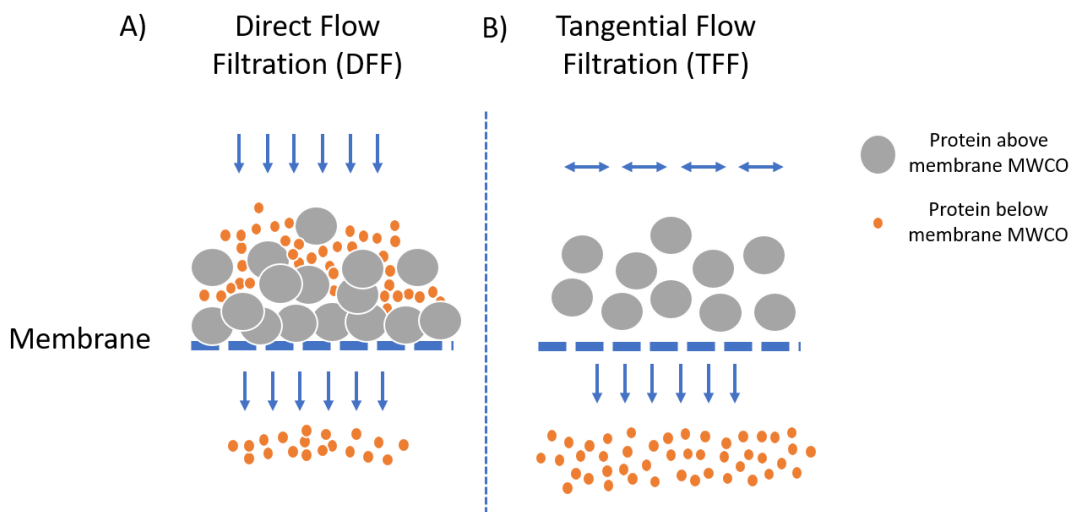 A)
Direct Flow
Filtration (DFF)
B)
Tangential Flow
Filtration (TFF)
Protein above
membrane MWCO
Protein below
membrane MWCO
Membrane